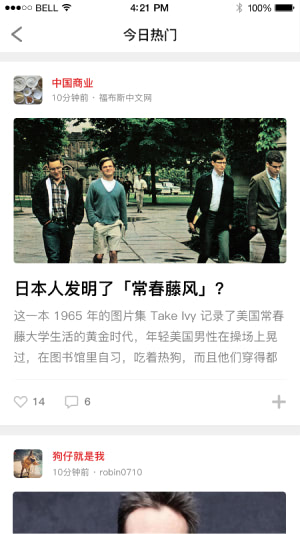 BELL 4:21 PM 100%
今日热门
中国商业
10分钟前 · 福布斯中文网
日本人发明了「常春藤风」?
这一本 1965 年的图片集 Take Ivy 记录了美国常春
藤大学生活的黄金时代，年轻美国男性在操场上晃
过，在图书馆里自习，吃着热狗，而且他们穿得都
14 6
狗仔就是我
10分钟前 · robin0710